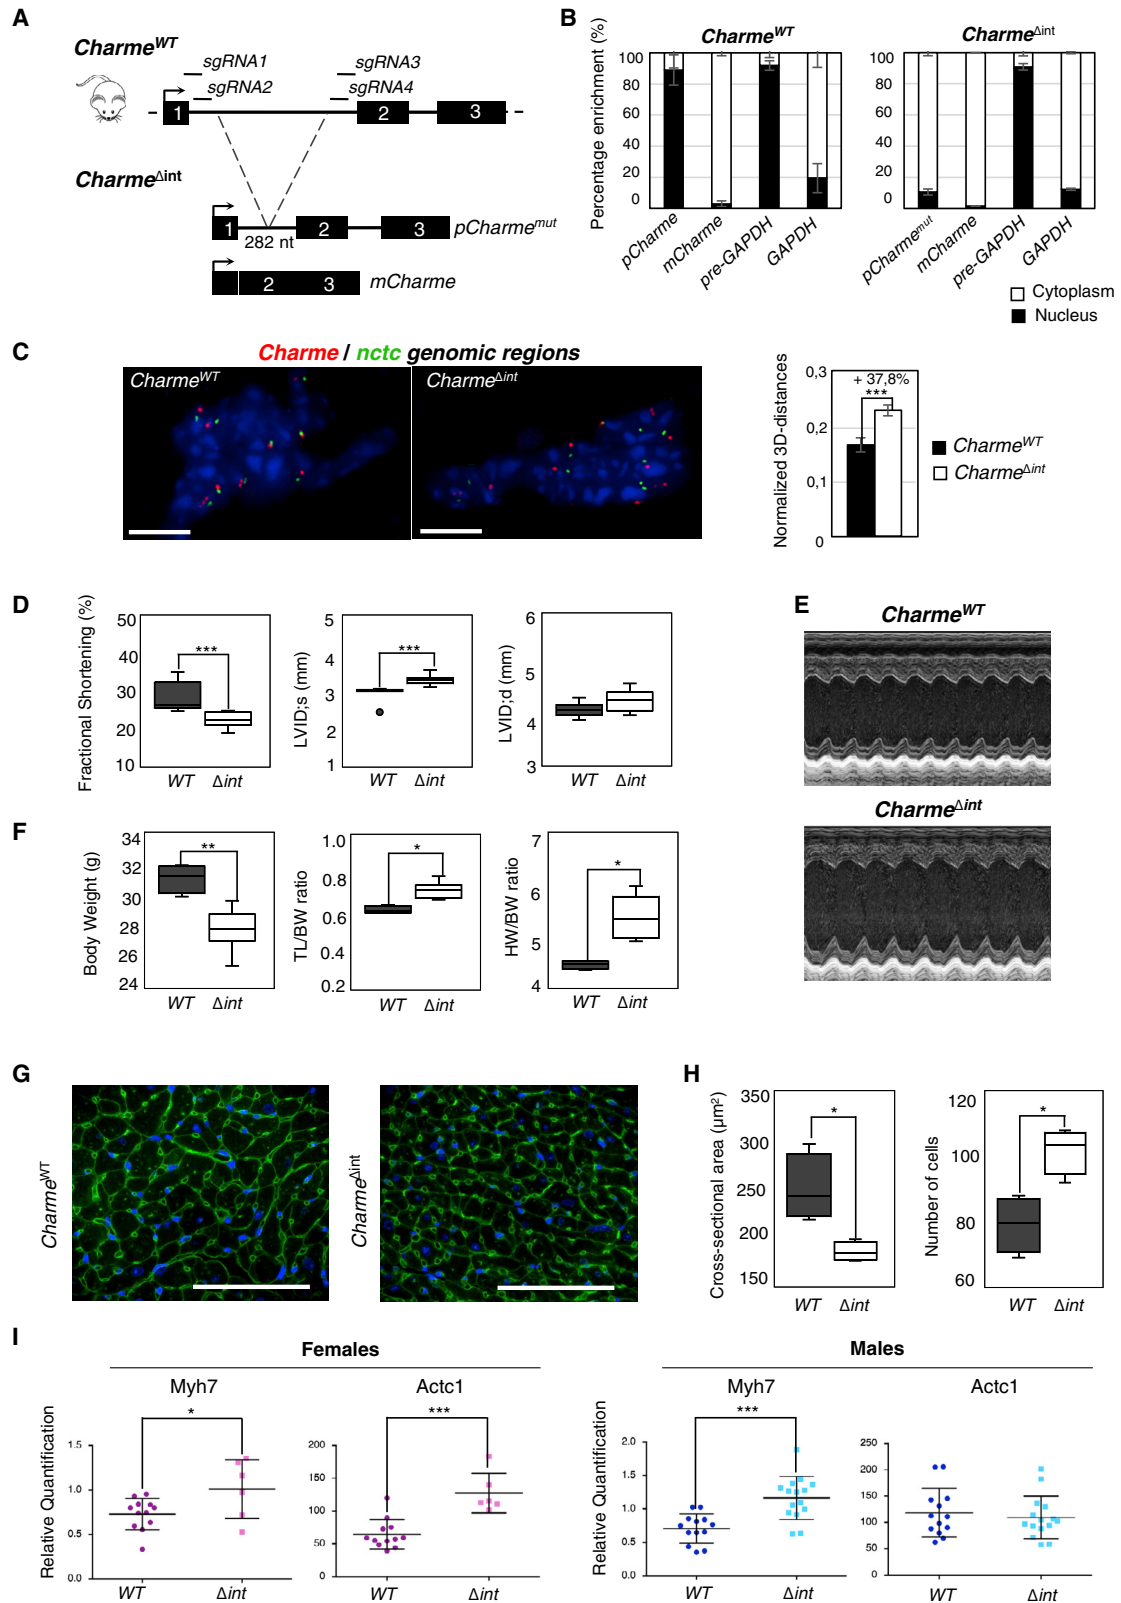 A
Charme^WT
sgRNA1
sgRNA2
sgRNA3
sgRNA4
1
2
3
Charme^Δint
1
2
3
pCharme^mut
282 nt
2
3
mCharme
B
Charme^WT
Charme^Δint
Percentage enrichment (%)
100
80
60
40
20
0
pCharme
mCharme
pre-GAPDH
GAPDH
100
80
60
40
20
0
pCharme^mut
mCharme
pre-GAPDH
GAPDH
Cytoplasm
Nucleus
C
Charme / nctc genomic regions
Charme^WT
Charme^Δint
Normalized 3D-distances
0,3
0,2
0,1
0
+ 37,8%
***
Charme^WT
Charme^Δint
D
Fractional Shortening (%)
50
40
30
20
10
***
WT
Δint
LVID;s (mm)
5
4
3
2
1
***
WT
Δint
LVID;d (mm)
6
5
4
3
WT
Δint
E
Charme^WT
Charme^Δint
F
Body Weight (g)
34
32
30
28
26
24
**
WT
Δint
TL/BW ratio
1.0
0.8
0.6
0.4
0.2
*
WT
Δint
HW/BW ratio
7
6
5
4
*
WT
Δint
G
Charme^WT
Charme^Δint
H
Cross-sectional area (µm²)
350
300
250
200
150
*
WT
Δint
Number of cells
120
100
80
60
*
WT
Δint
I
Females
Males
Myh7
Actc1
Myh7
Actc1
Relative Quantification
1.5
1.0
0.5
0.0
*
WT
Δint
200
150
100
50
0
***
WT
Δint
Relative Quantification
2.0
1.5
1.0
0.5
0.0
***
WT
Δint
250
200
150
100
50
0
WT
Δint